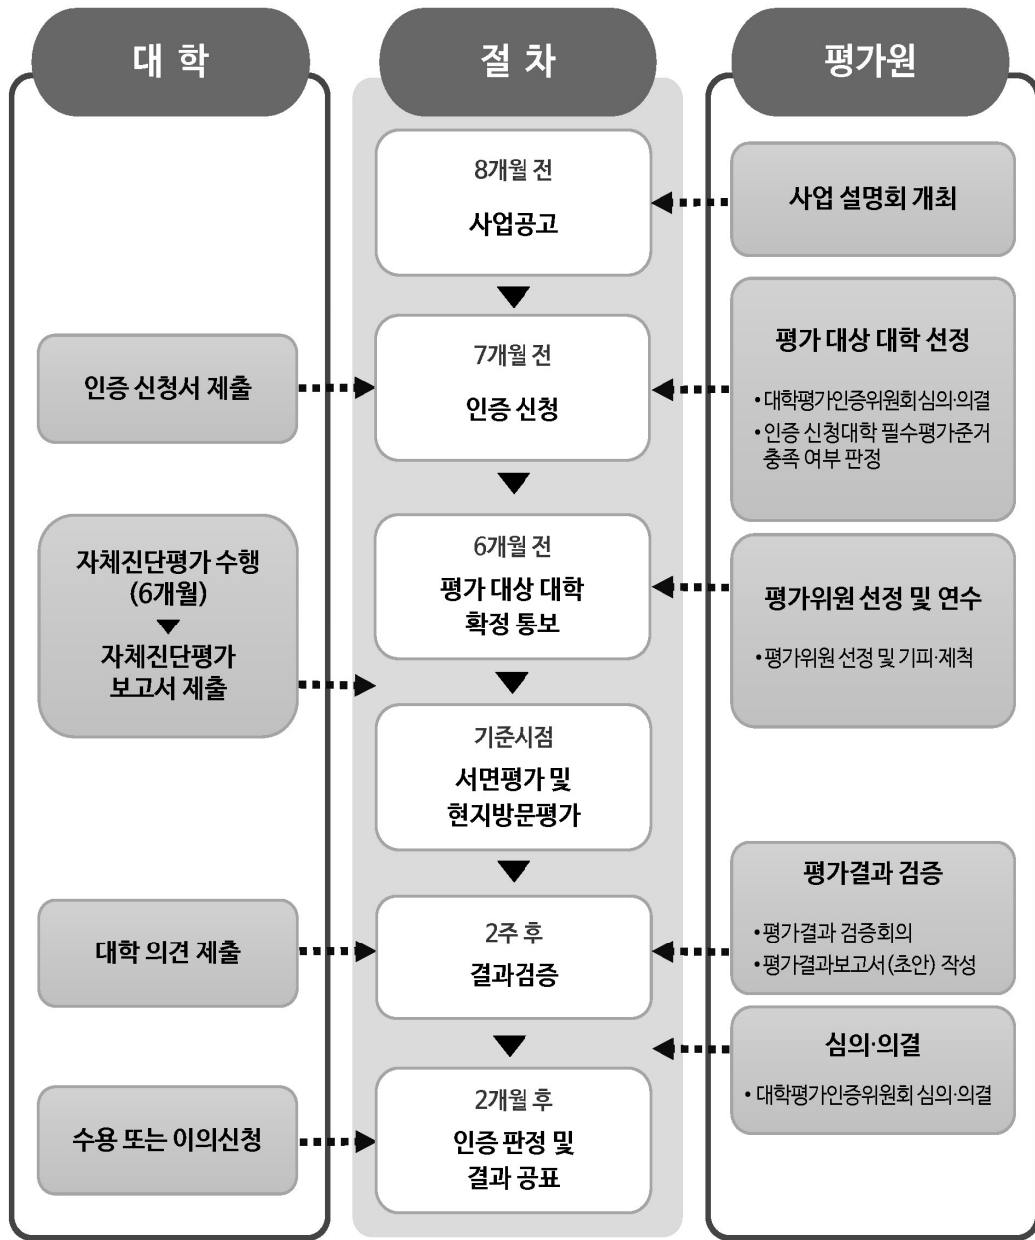 대 학
절 차
평가원
8개월 전
사업공고
사업 설명회 개최
인증 신청서 제출
7개월 전
인증 신청
평가 대상 대학 선정
• 대학평가인증위원회 심의·의결
• 인증 신청대학 필수평가준거
충족 여부 판정
자체진단평가 수행
(6개월)
자체진단평가
보고서 제출
6개월 전
평가 대상 대학
확정 통보
평가위원 선정 및 연수
• 평가위원 선정 및 기피·제척
기준시점
서면평가 및
현지방문평가
대학 의견 제출
2주 후
결과검증
평가결과 검증
• 평가결과 검증회의
• 평가결과보고서(초안) 작성
심의·의결
• 대학평가인증위원회 심의·의결
수용 또는 이의신청
2개월 후
인증 판정 및
결과 공표